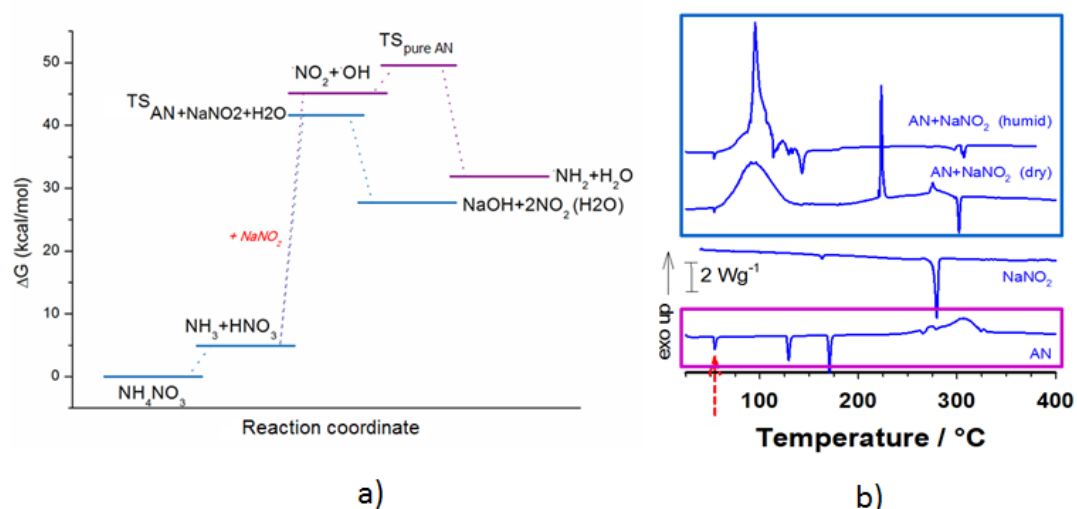 50
40
30
20
10
0
ΔG (kcal/mol)
TS pure AN
˙NO₂+˙OH
TS AN+NaNO2+H2O
˙NH₂+H₂O
NaOH+2NO₂(H2O)
+ NaNO₂
NH₃+HNO₃
NH₄NO₃
Reaction coordinate
a)
AN+NaNO₂ (humid)
AN+NaNO₂ (dry)
NaNO₂
2 Wg⁻¹
exo up
AN
100
200
300
400
Temperature / °C
b)